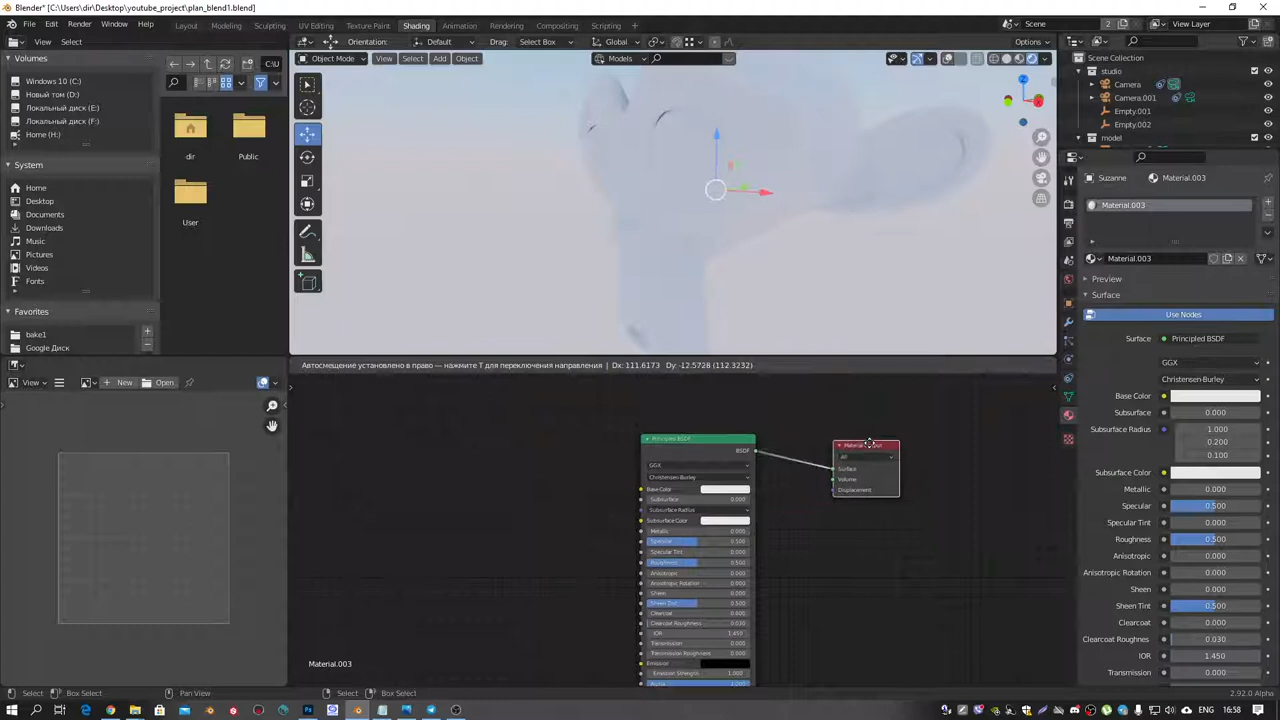 Blender* [C:\Users\dir\Desktop\youtube_project\plan_blend1.blend]
File Edit Render Window Help
Modeling Sculpting UV Editing Texture Paint Shading Animation Rendering Compositing Scripting
Scene 2 View Layer
View Select
Orientation: Default Drag: Select Box Global Options
Volumes
C:\U
Object Mode View Select Add Object Models
Scene Collection
studio
Camera
Camera.001
Empty.001
Empty.002
model
Windows 10 (C:)
Новый том (D:)
Локальный диск (E:)
Локальный диск (F:)
Home (H:)
dir Public
User
System
Home
Desktop
Documents
Downloads
Music
Pictures
Videos
Fonts
Favorites
bake1
Google Диск
Suzanne Material.003
Material.003
Material.003
Preview
Surface
Use Nodes
Surface Principled BSDF
GGX
Christensen-Burley
Base Color
Subsurface 0.000
Subsurface Radius 1.000
0.200
0.100
Subsurface Color
Metallic 0.000
Specular 0.500
Specular Tint 0.000
Roughness 0.500
Anisotropic 0.000
Anisotropic Rotation 0.000
Sheen 0.000
Sheen Tint 0.500
Clearcoat 0.000
Clearcoat Roughnes 0.030
IOR 1.450
Transmission 0.000
Автосмещение установлено в право — нажмите T для переключения направления Dx: 111.6173 Dy: -12.5728 (112.3232)
View New Open
Principled BSDF
BSDF
GGX
Christensen-Burley
Base Color
Subsurface 0.000
Subsurface Radius
Subsurface Color
Metallic 0.000
Specular 0.500
Specular Tint 0.000
Roughness 0.500
Anisotropic 0.000
Anisotropic Rotation 0.000
Sheen 0.000
Sheen Tint 0.500
Clearcoat 0.000
Clearcoat Roughness 0.030
IOR 1.450
Transmission 0.000
Transmission Roughness 0.000
Emission
Emission Strength 1.000
Alpha 1.000
Material
All
Surface
Volume
Displacement
Material.003
Select Box Select Pan View Select Box Select 2.92.0 Alpha
ENG 16:58